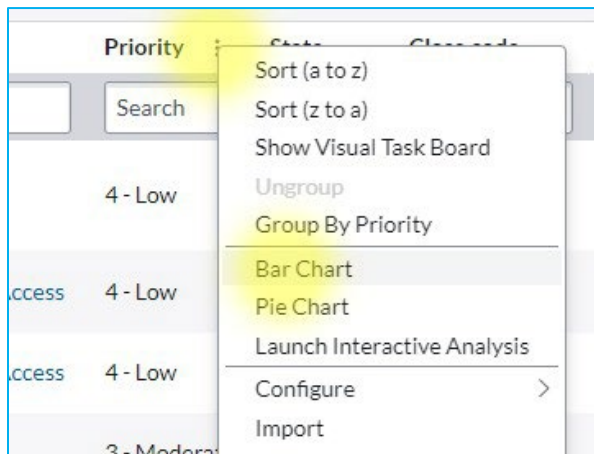 Priority
Search
Sort (a to z)
Sort (z to a)
Show Visual Task Board
Ungroup
Group By Priority
Bar Chart
Pie Chart
Launch Interactive Analysis
Configure
Import
4 - Low
ccess 4 - Low
ccess 4 - Low